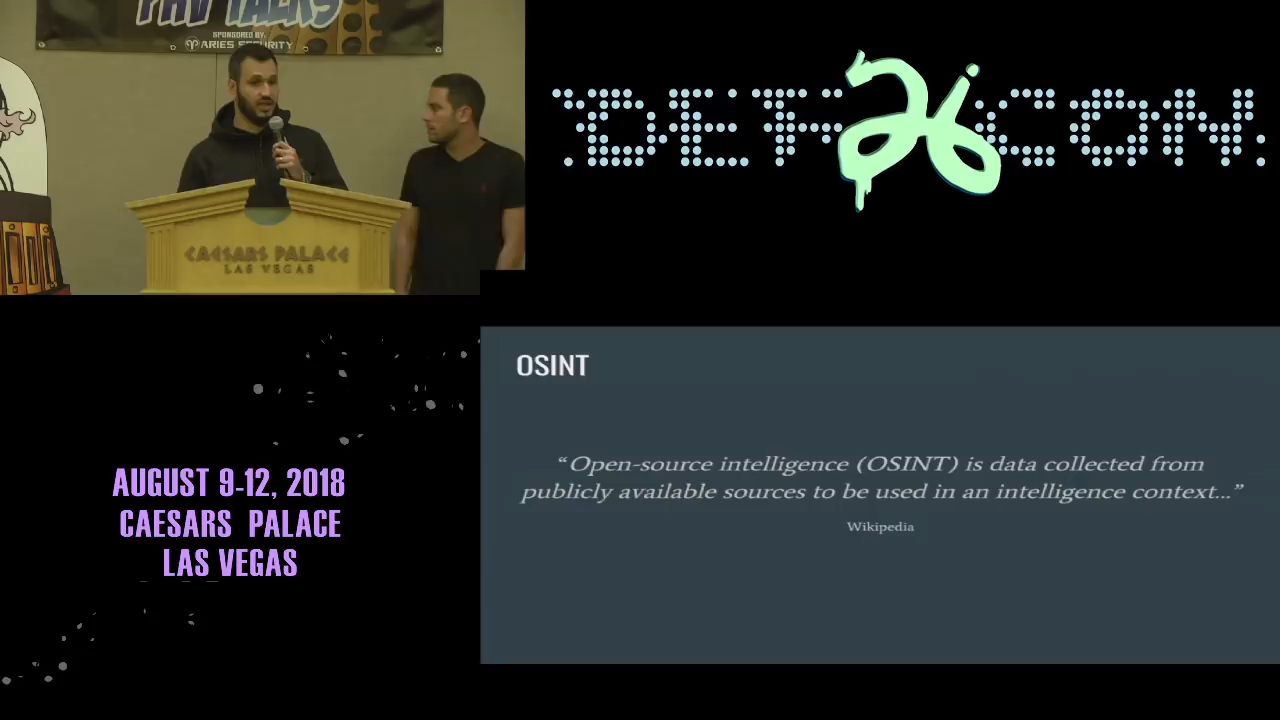 PHV TALKS
SPONSORED BY:
ARIES SECURITY
CAESARS PALACE
LAS VEGAS
DEF CON
26
OSINT
“Open-source intelligence (OSINT) is data collected from
publicly available sources to be used in an intelligence context...”
Wikipedia
AUGUST 9-12, 2018
CAESARS PALACE
LAS VEGAS